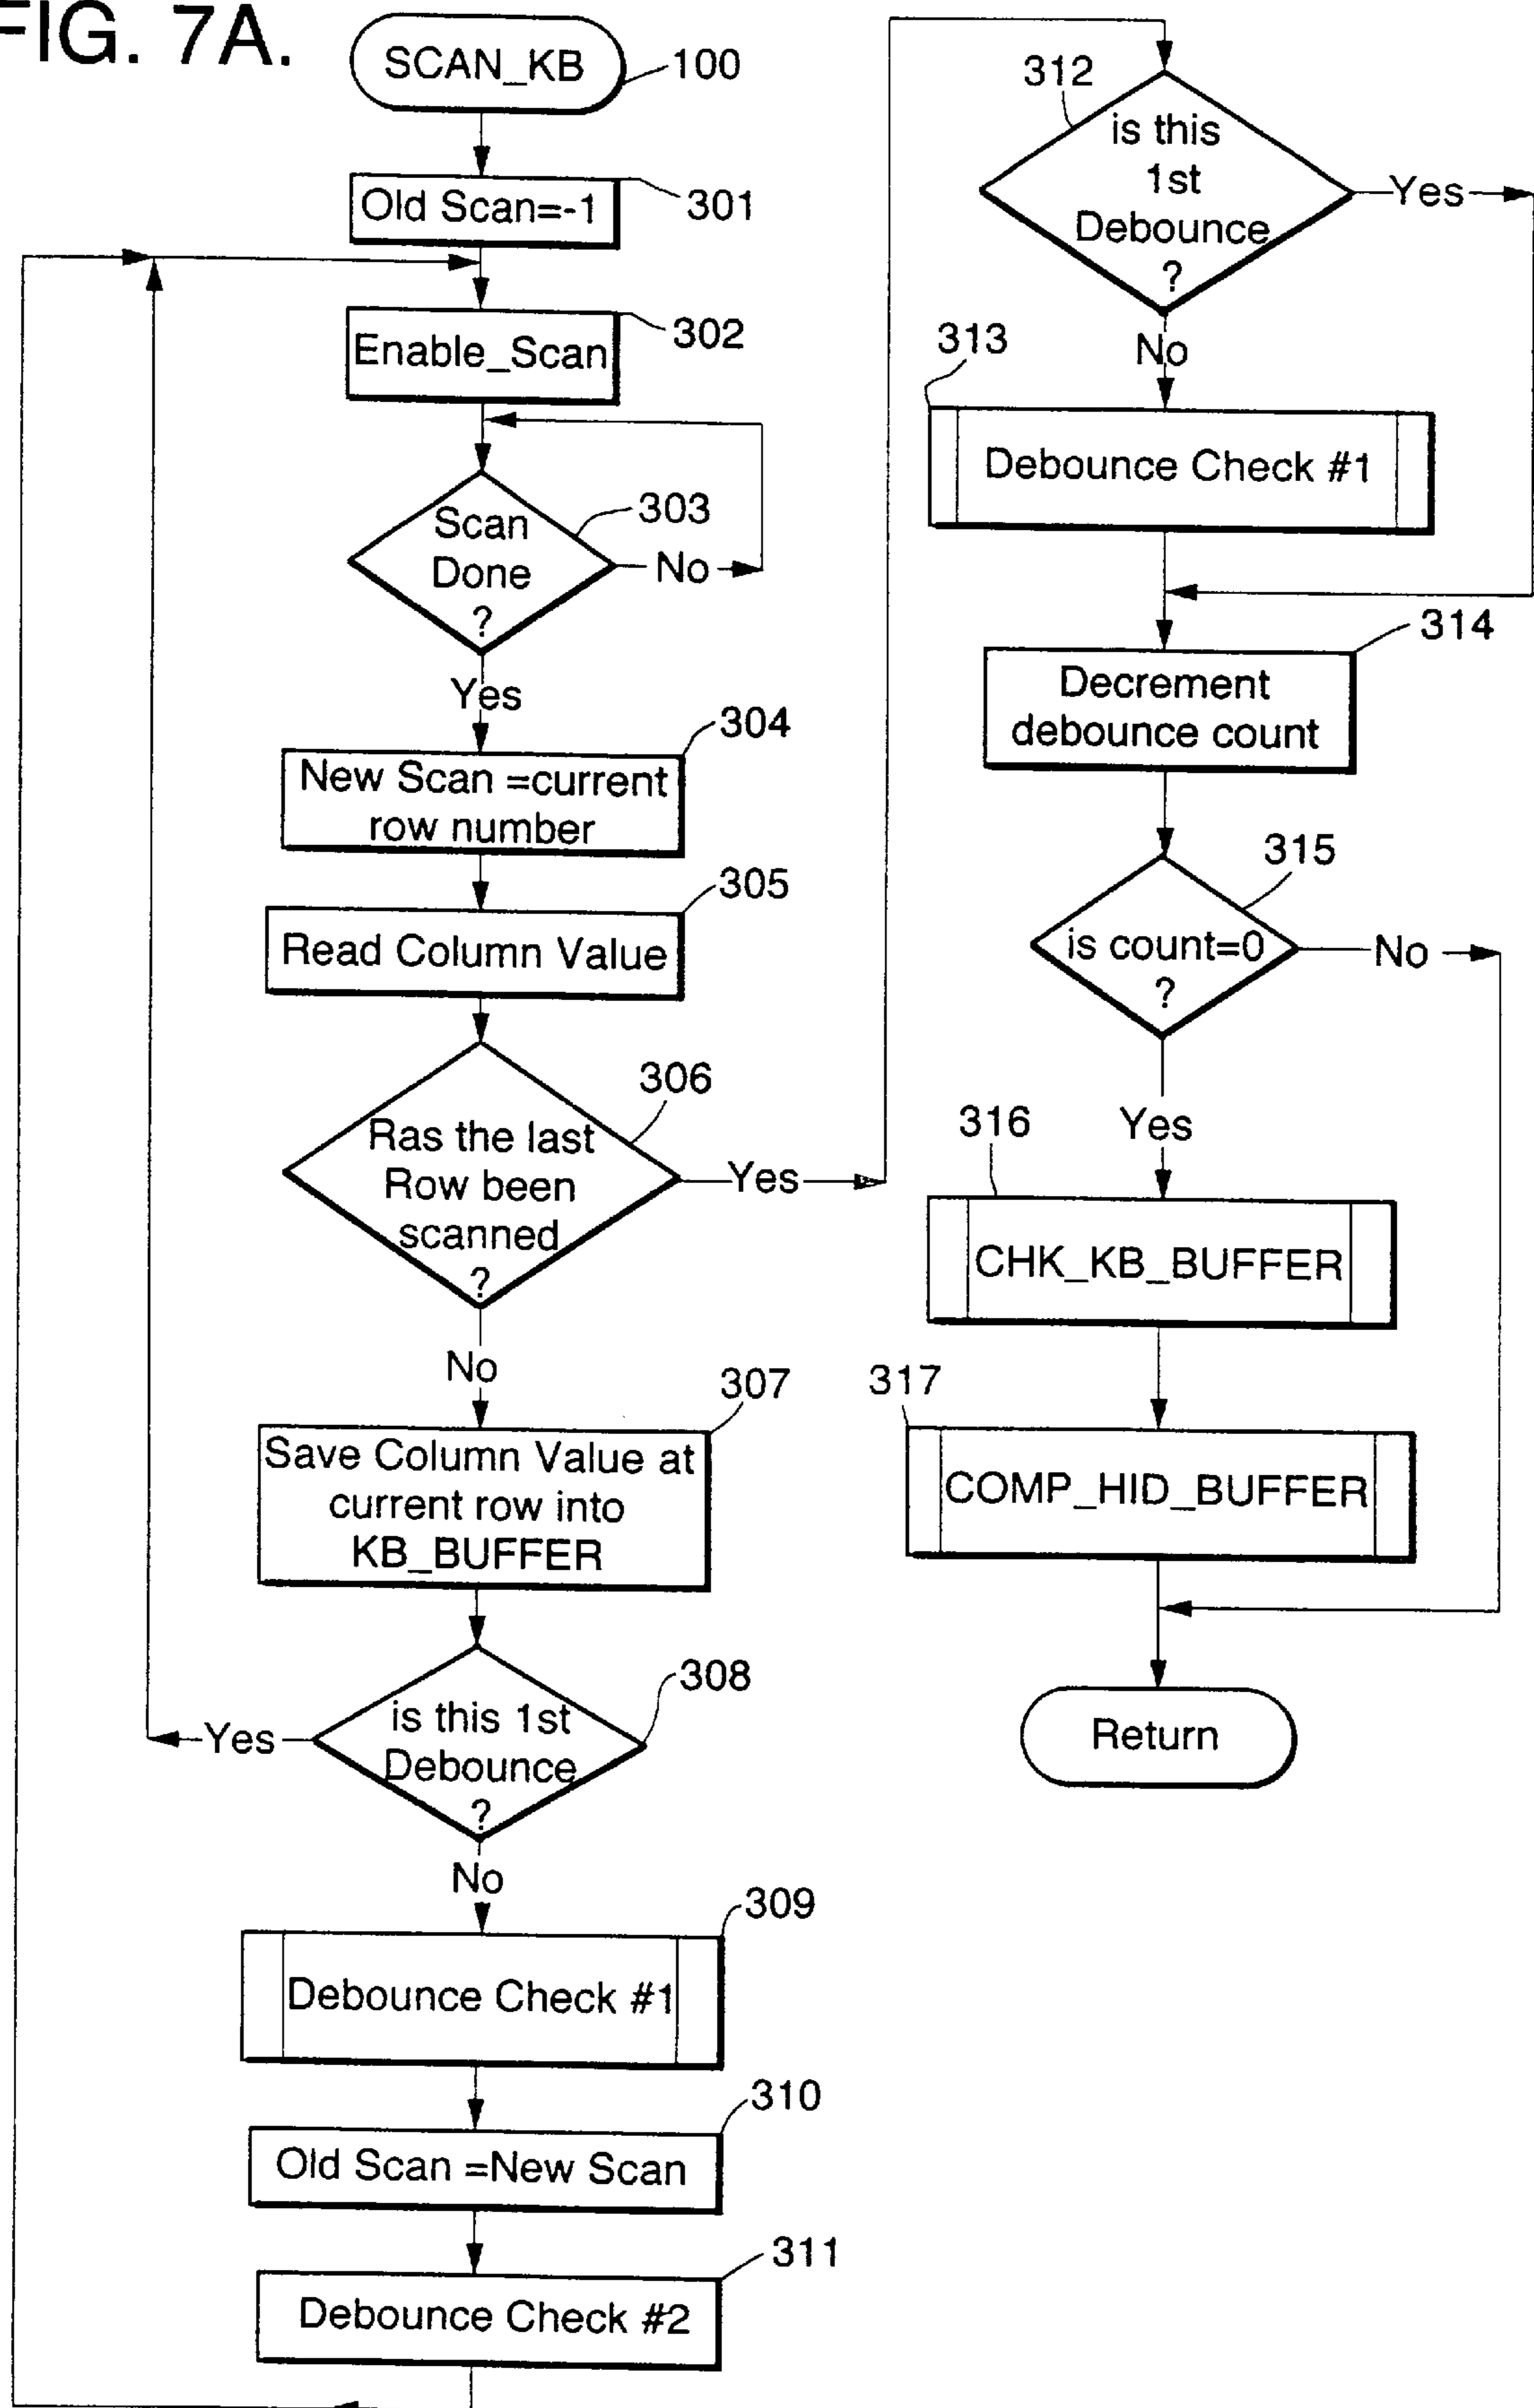 FIG. 7A.
SCAN_KB
100
Old Scan=-1
301
Enable_Scan
302
Scan
Done
?
303
No
Yes
304
New Scan =current
row number
305
Read Column Value
306
Ras the last
Row been
scanned
?
Yes
No
307
Save Column Value at
current row into
KB_BUFFER
308
is this 1st
Debounce
?
Yes
No
309
Debounce Check #1
310
Old Scan =New Scan
311
Debounce Check #2
312
is this
1st
Debounce
?
Yes
No
313
Debounce Check #1
314
Decrement
debounce count
315
is count=0
?
No
Yes
316
CHK_KB_BUFFER
317
COMP_HID_BUFFER
Return